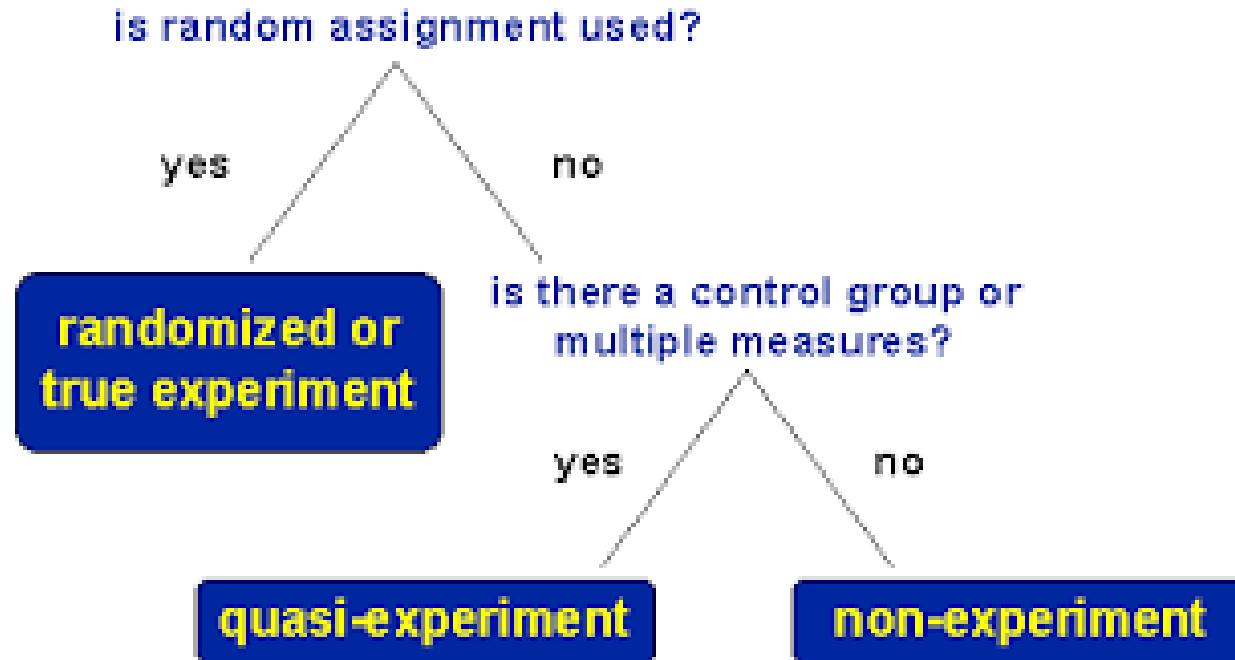 is random assignment used?
yes
no
randomized or
true experiment
is there a control group or
multiple measures?
yes
no
quasi-experiment
non-experiment